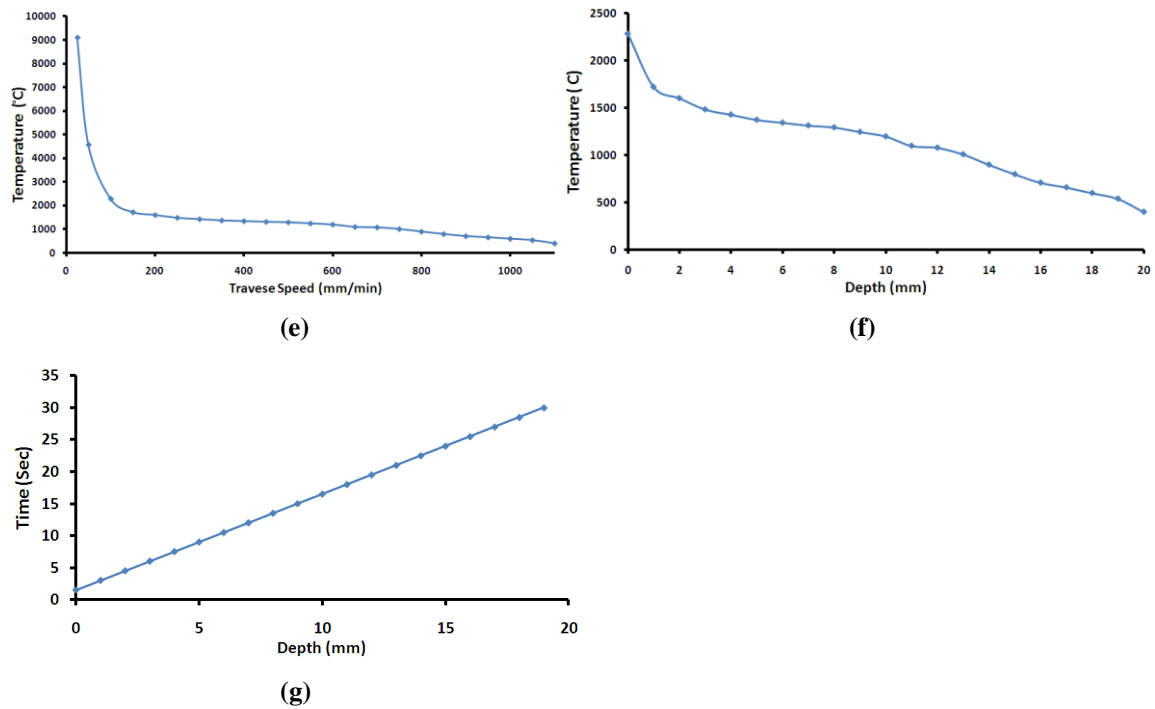 10000
9000
8000
7000
6000
5000
4000
3000
2000
1000
0
Temperature (°C)
0 200 400 600 800 1000
Travese Speed (mm/min)
(e)
2500
2000
1500
1000
500
0
Temperature ( C)
0 2 4 6 8 10 12 14 16 18 20
Depth (mm)
(f)
35
30
25
20
15
10
5
0
Time (Sec)
0 5 10 15 20
Depth (mm)
(g)